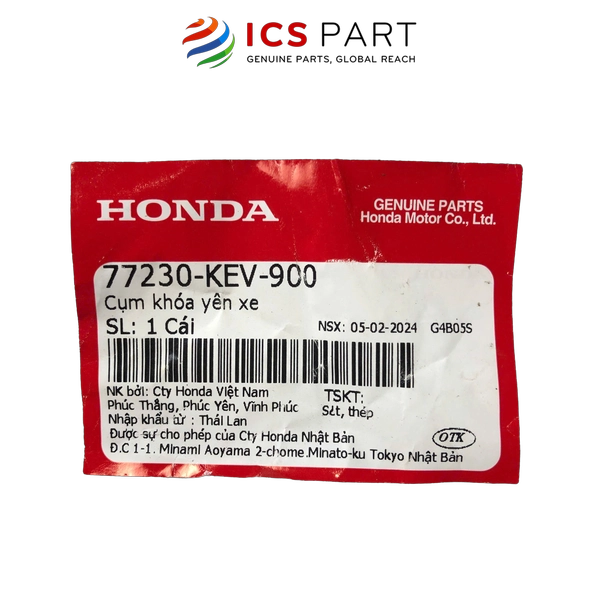 ICS PART
GENUINE PARTS, GLOBAL REACH
HONDA
GENUINE PARTS
Honda Motor Co., Ltd.
77230-KEV-900
Cụm khóa yên xe
SL: 1 Cái
NSX: 05-02-2024 G4B05S
NK bởi: Cty Honda Việt Nam
Phúc Thắng, Phúc Yên, Vĩnh Phúc
TSKT:
Sắt, thép
Nhập khẩu từ : Thái Lan
Được sự cho phép của Cty Honda Nhật Bản
OTK
Đ.C 1-1. Minami Aoyama 2-chome.Minato-ku Tokyo Nhật Bản